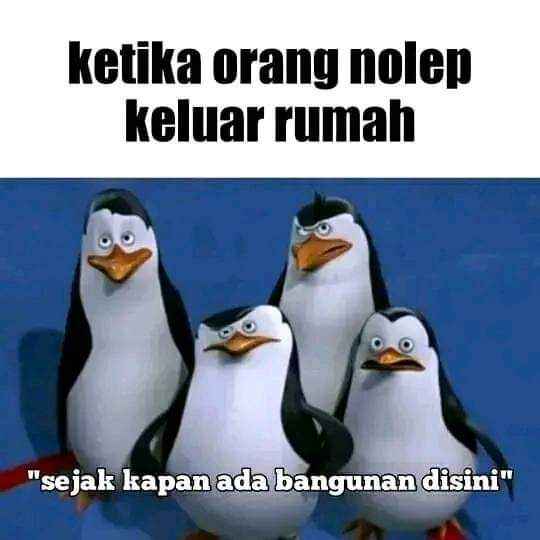 ketika orang nolep
keluar rumah
"sejak kapan ada bangunan disini"